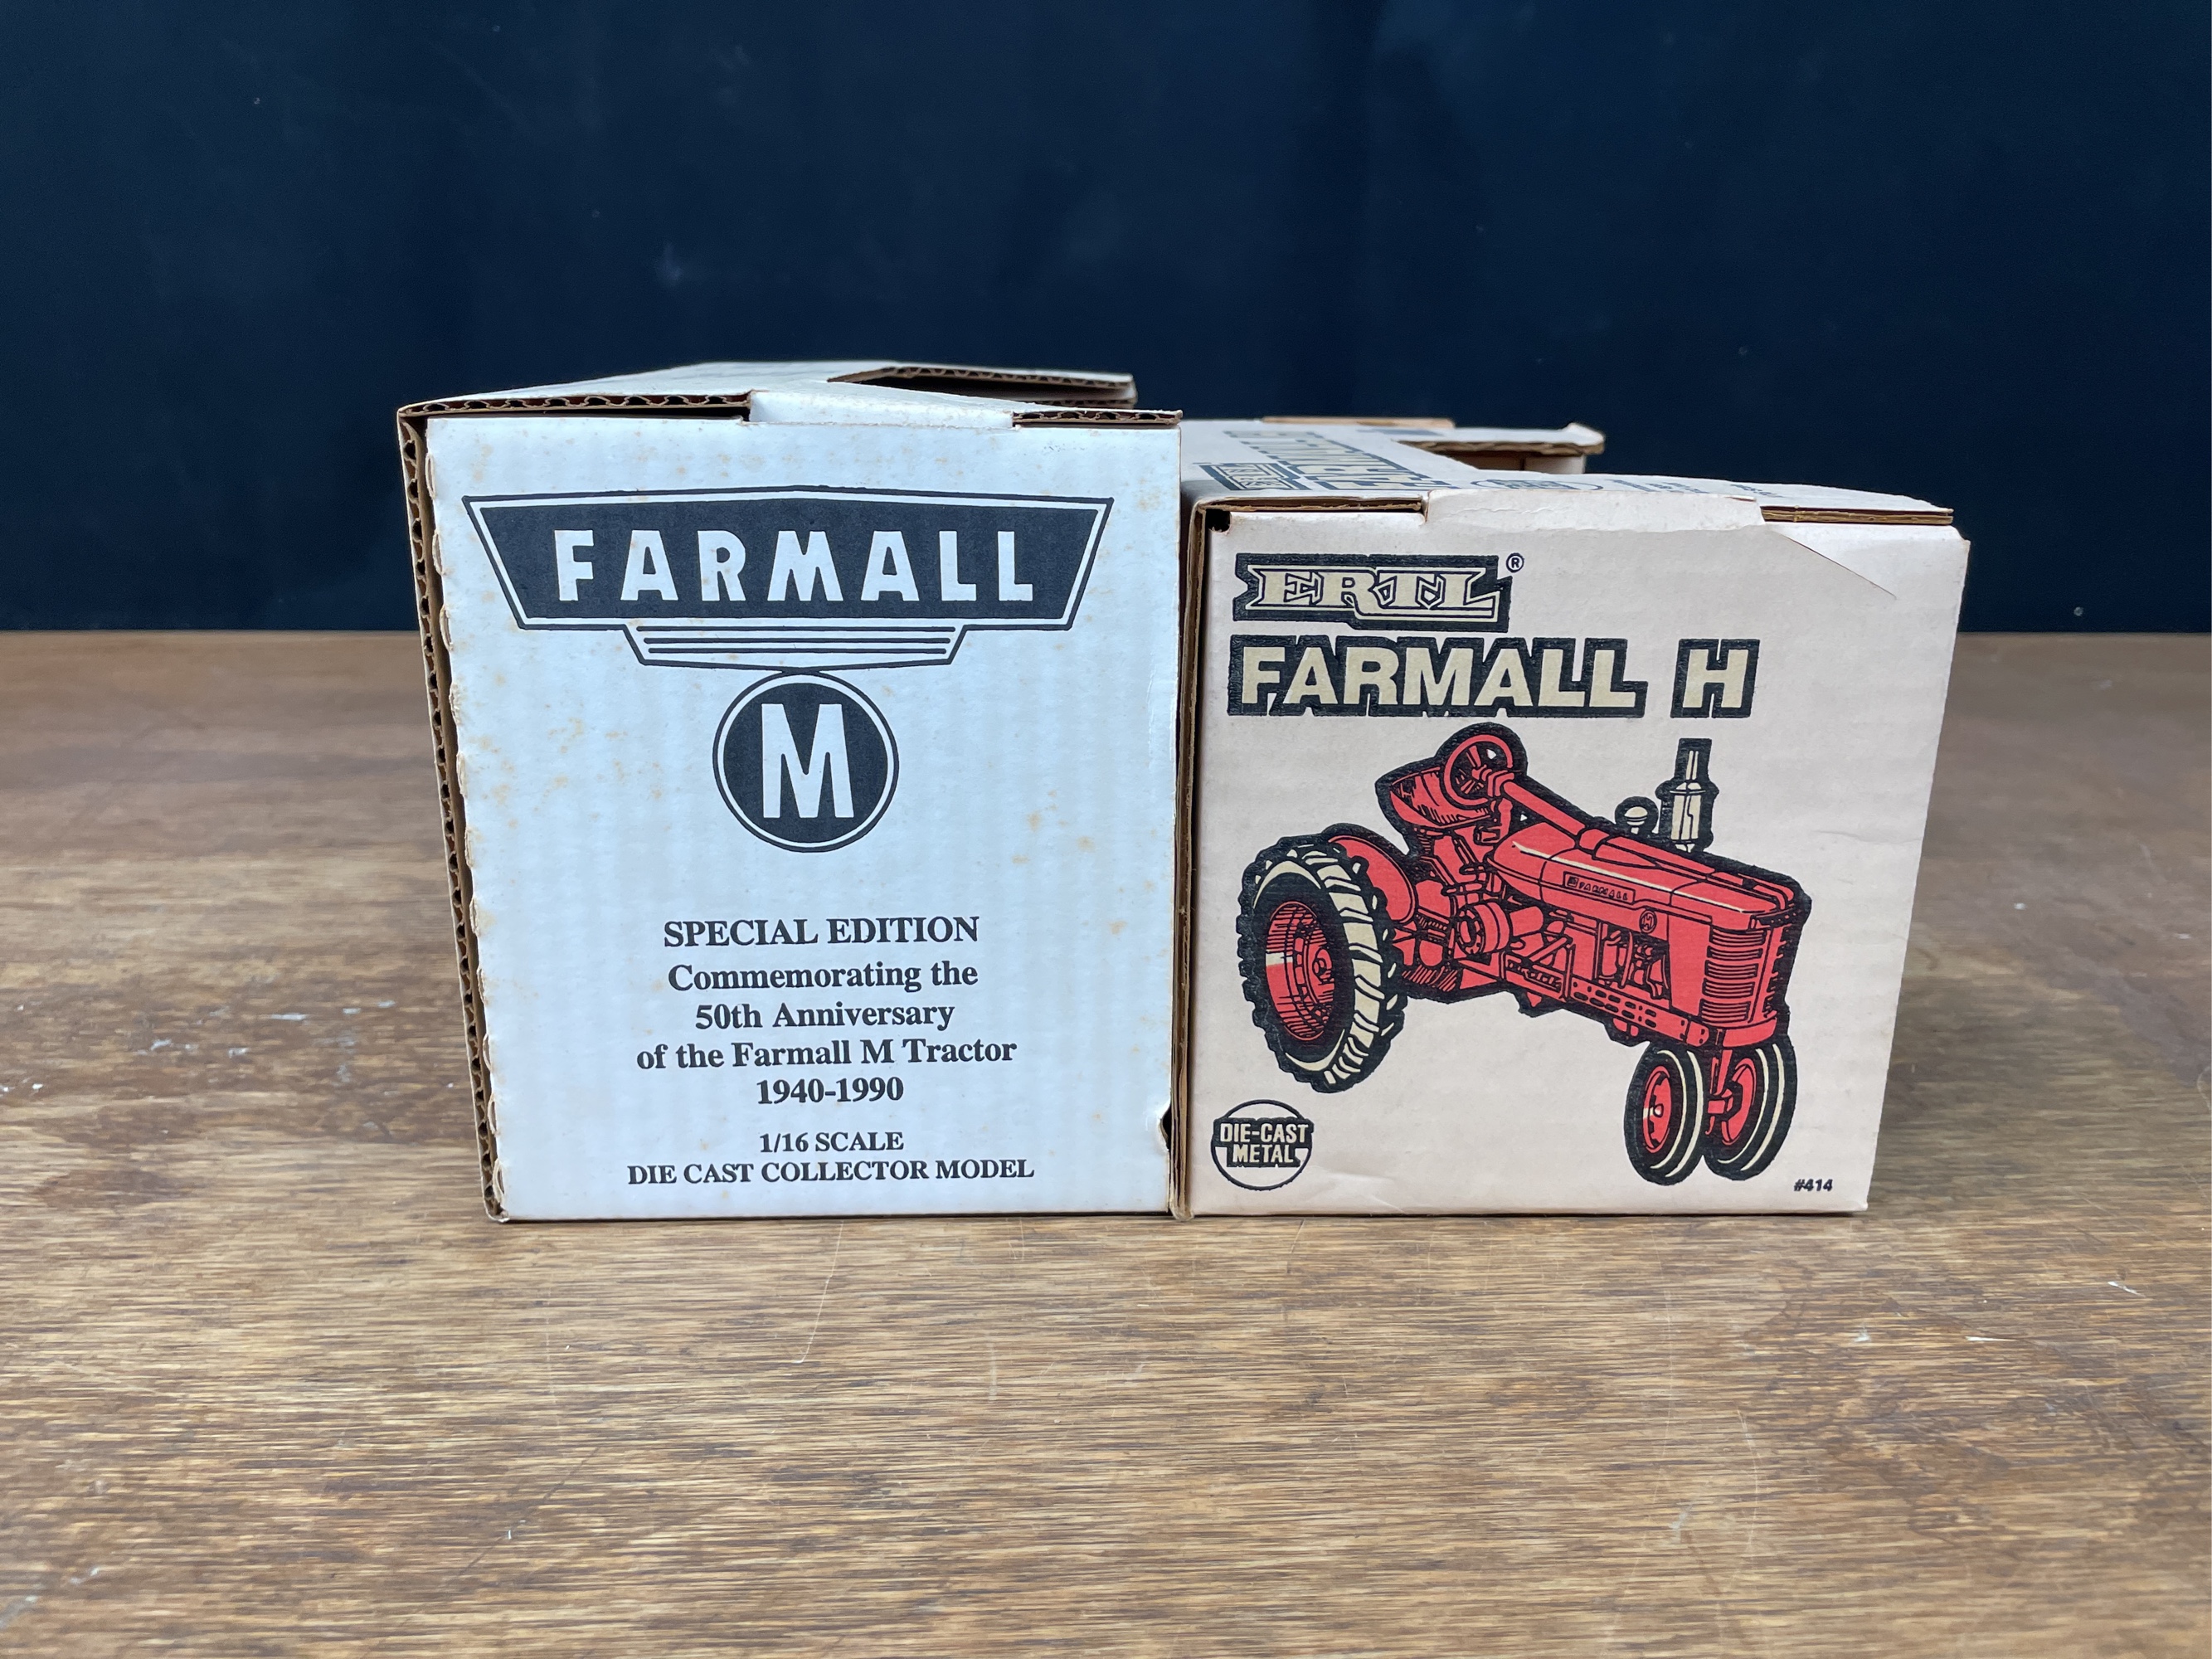 FARMALL
M
SPECIAL EDITION
Commemorating the
50th Anniversary
of the Farmall M Tractor
1940-1990
1/16 SCALE
DIE CAST COLLECTOR MODEL
ERTL®
FARMALL H
FARMALL
H
DIE-CAST
METAL
#414